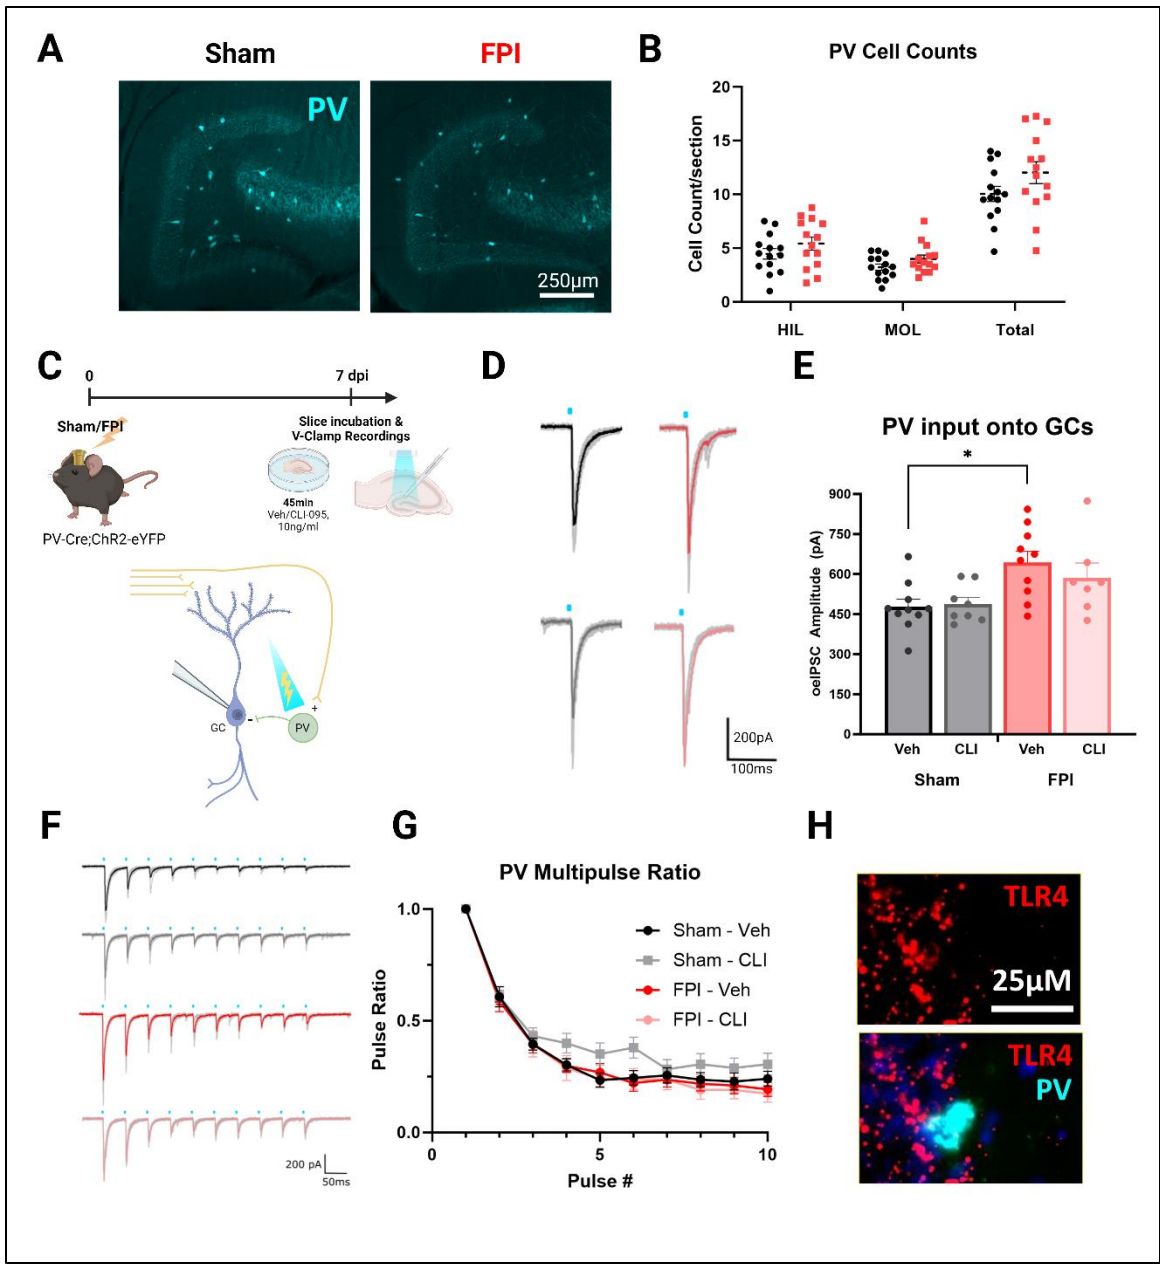 A
Sham
FPI
PV
250µm
B
PV Cell Counts
Cell Count/section
20
15
10
5
0
HIL
MOL
Total
C
0
7 dpi
Sham/FPI
Slice incubation &
V-Clamp Recordings
45min
Veh/CLI-095,
10ng/ml
PV-Cre;ChR2-eYFP
GC
-
+
PV
D
200pA
100ms
E
PV input onto GCs
*
oeIPSC Amplitude (pA)
900
750
600
450
300
150
0
Veh
CLI
Veh
CLI
Sham
FPI
F
200 pA
50ms
G
PV Multipulse Ratio
Pulse Ratio
1.0
0.5
0.0
0
5
10
Pulse #
Sham - Veh
Sham - CLI
FPI - Veh
FPI - CLI
H
TLR4
25µM
TLR4
PV